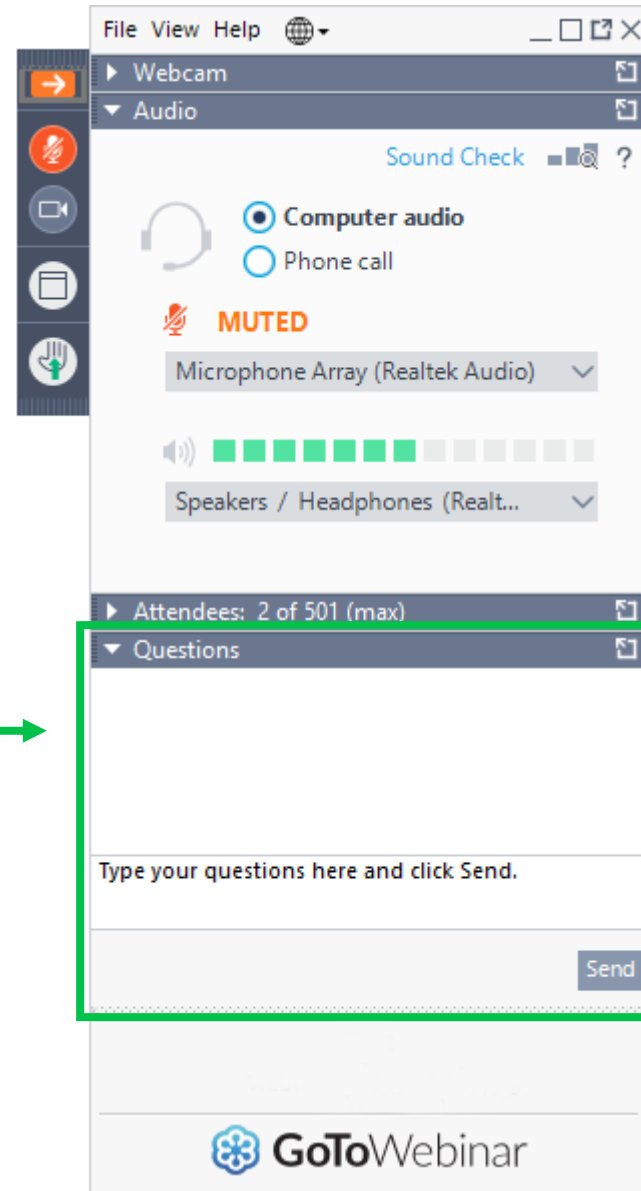 File View Help
Webcam
Audio
Sound Check ?
Computer audio
Phone call
MUTED
Microphone Array (Realtek Audio)
Speakers / Headphones (Realt...
Attendees: 2 of 501 (max)
Questions
Type your questions here and click Send.
Send
GoToWebinar